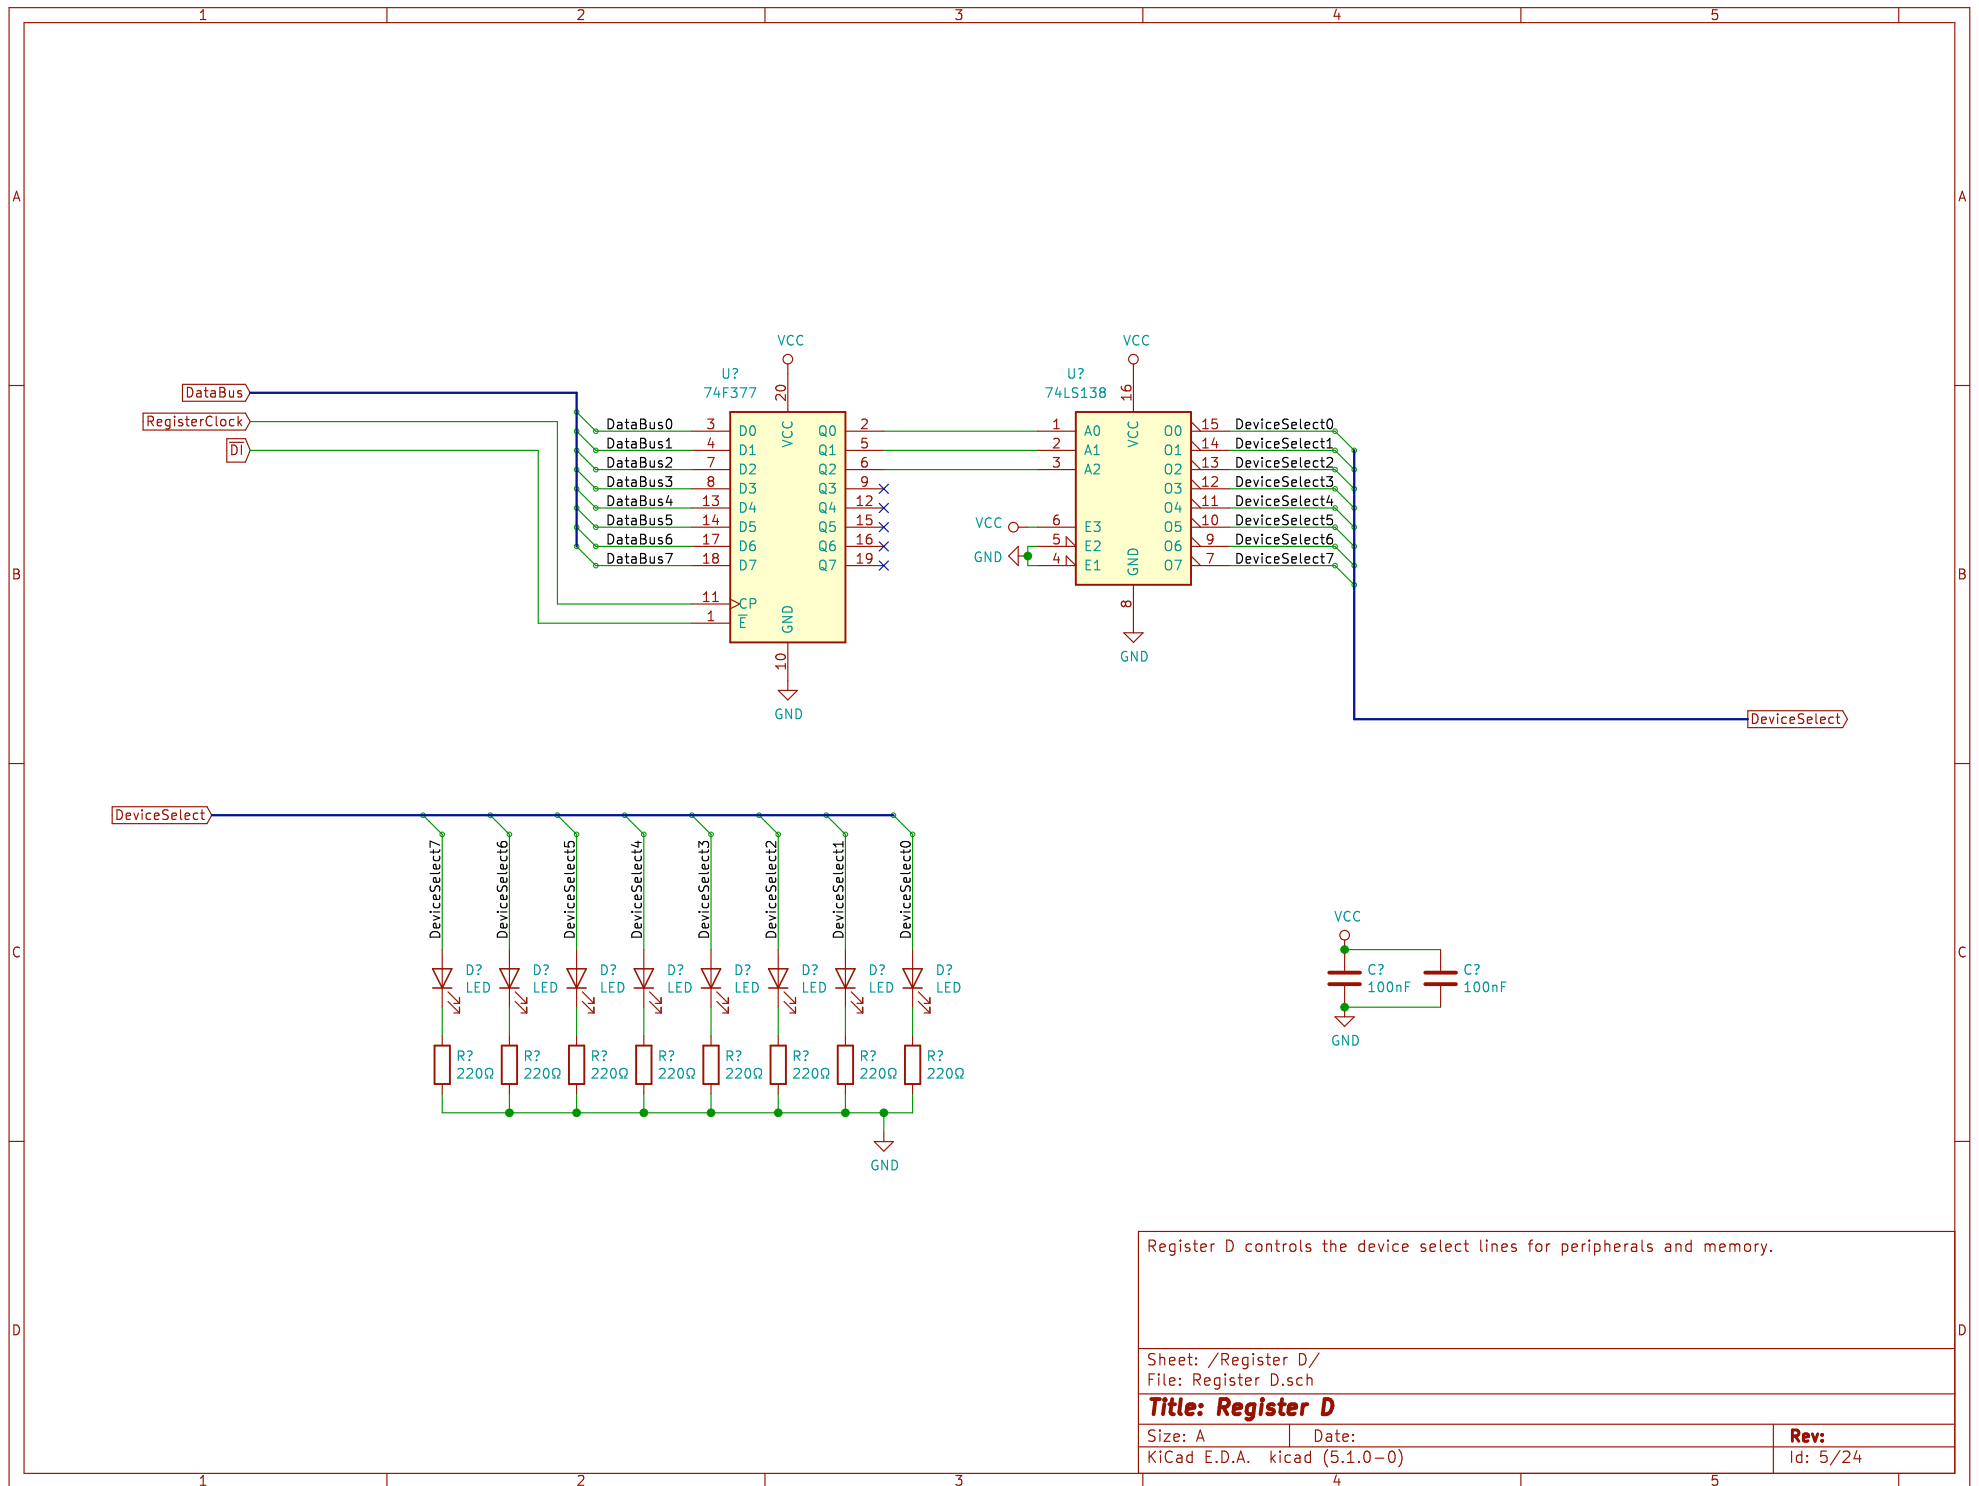 1 2 3 4 5
A A
VCC VCC
U? U?
74F377 74LS138
20 16
DataBus
RegisterClock
DI
DataBus0 3 D0 VCC Q0 2 1 A0 VCC O0 15 DeviceSelect0
DataBus1 4 D1 Q1 5 2 A1 O1 14 DeviceSelect1
DataBus2 7 D2 Q2 6 3 A2 O2 13 DeviceSelect2
DataBus3 8 D3 Q3 9 O3 12 DeviceSelect3
DataBus4 13 D4 Q4 12 O4 11 DeviceSelect4
DataBus5 14 D5 Q5 15 VCC 6 E3 O5 10 DeviceSelect5
DataBus6 17 D6 Q6 16 5 E2 GND O6 9 DeviceSelect6
DataBus7 18 D7 Q7 19 GND 4 E1 O7 7 DeviceSelect7
B B
11 CP GND 8
1 E
10 GND
GND
DeviceSelect
DeviceSelect
DeviceSelect7 DeviceSelect6 DeviceSelect5 DeviceSelect4 DeviceSelect3 DeviceSelect2 DeviceSelect1 DeviceSelect0
VCC
C C
D? D? D? D? D? D? D? D? C? C?
LED LED LED LED LED LED LED LED 100nF 100nF
GND
R? R? R? R? R? R? R? R?
220Ω 220Ω 220Ω 220Ω 220Ω 220Ω 220Ω 220Ω
GND
Register D controls the device select lines for peripherals and memory.
D D
Sheet: /Register D/
File: Register D.sch
Title: Register D
Size: A Date: Rev:
KiCad E.D.A. kicad (5.1.0-0) Id: 5/24
1 2 3 4 5